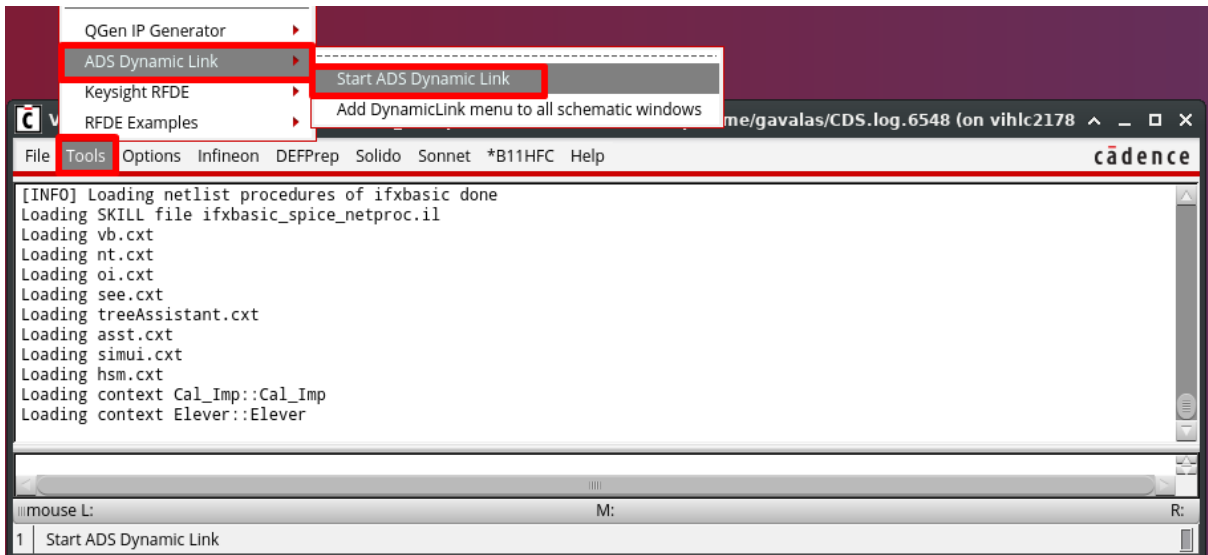 QGen IP Generator
ADS Dynamic Link
Start ADS Dynamic Link
Keysight RFDE
Add DynamicLink menu to all schematic windows
RFDE Examples
me/gavalas/CDS.log.6548 (on vihlc2178
File Tools Options Infineon DEFPrep Solido Sonnet *B11HFC Help
cādence
[INFO] Loading netlist procedures of ifxbasic done
Loading SKILL file ifxbasic_spice_netproc.il
Loading vb.cxt
Loading nt.cxt
Loading oi.cxt
Loading see.cxt
Loading treeAssistant.cxt
Loading asst.cxt
Loading simui.cxt
Loading hsm.cxt
Loading context Cal_Imp::Cal_Imp
Loading context Elever::Elever
mouse L: M: R:
1 Start ADS Dynamic Link